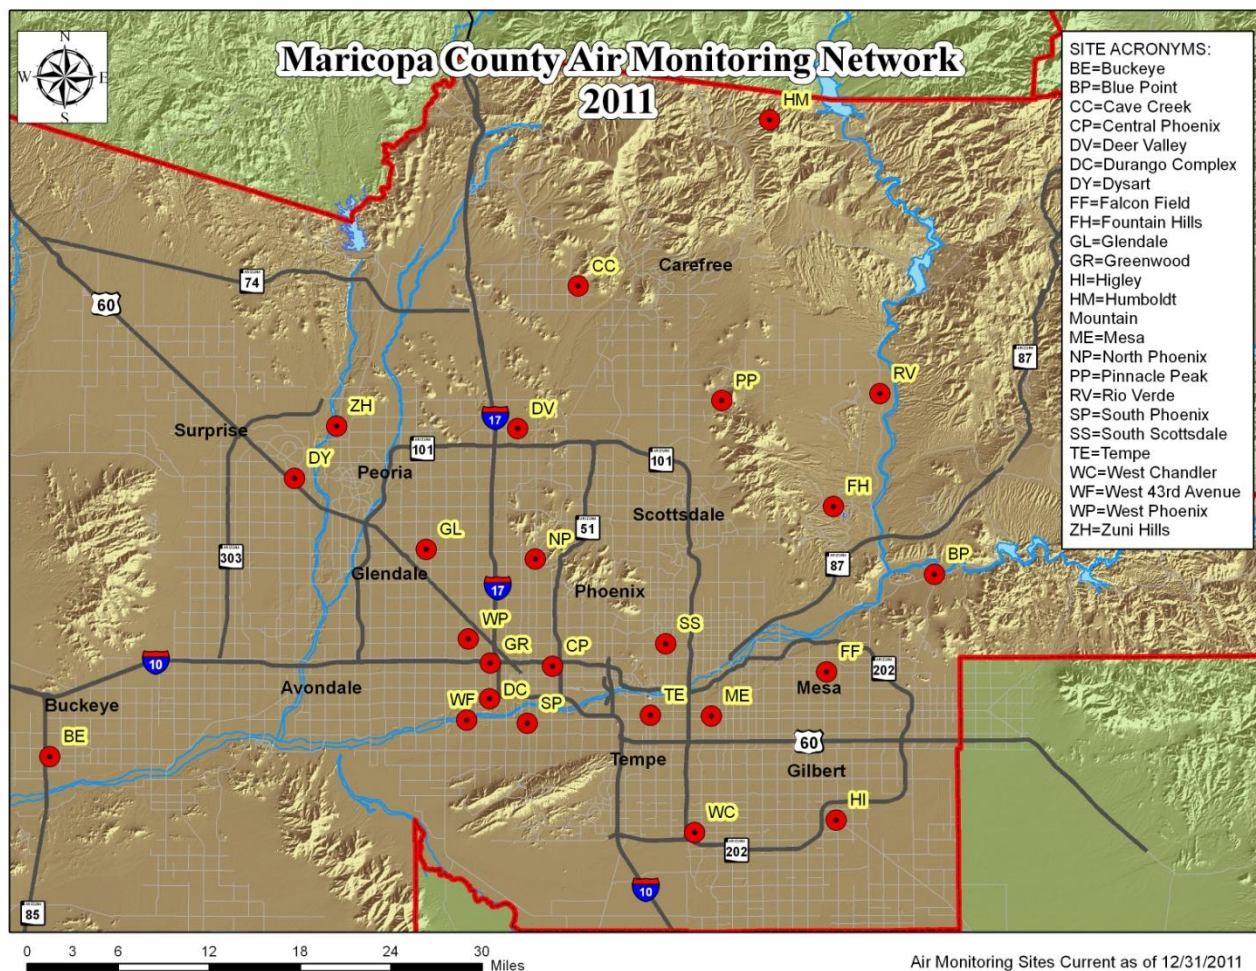 Maricopa County Air Monitoring Network
2011
N
W
E
S
SITE ACRONYMS:
BE=Buckeye
BP=Blue Point
CC=Cave Creek
CP=Central Phoenix
DV=Deer Valley
DC=Durango Complex
DY=Dysart
FF=Falcon Field
FH=Fountain Hills
GL=Glendale
GR=Greenwood
HI=Higley
HM=Humboldt
Mountain
ME=Mesa
NP=North Phoenix
PP=Pinnacle Peak
RV=Rio Verde
SP=South Phoenix
SS=South Scottsdale
TE=Tempe
WC=West Chandler
WF=West 43rd Avenue
WP=West Phoenix
ZH=Zuni Hills
HM
CC
Carefree
74
60
87
PP
RV
ZH
17
DV
Surprise
101
101
DY
Peoria
FH
Scottsdale
51
GL
NP
303
Glendale
87
BP
17
Phoenix
WP
SS
GR
CP
10
FF
202
Avondale
Mesa
Buckeye
WF
DC
SP
TE
ME
BE
60
Tempe
Gilbert
HI
WC
202
10
85
0
3
6
12
18
24
30
Miles
Air Monitoring Sites Current as of 12/31/2011